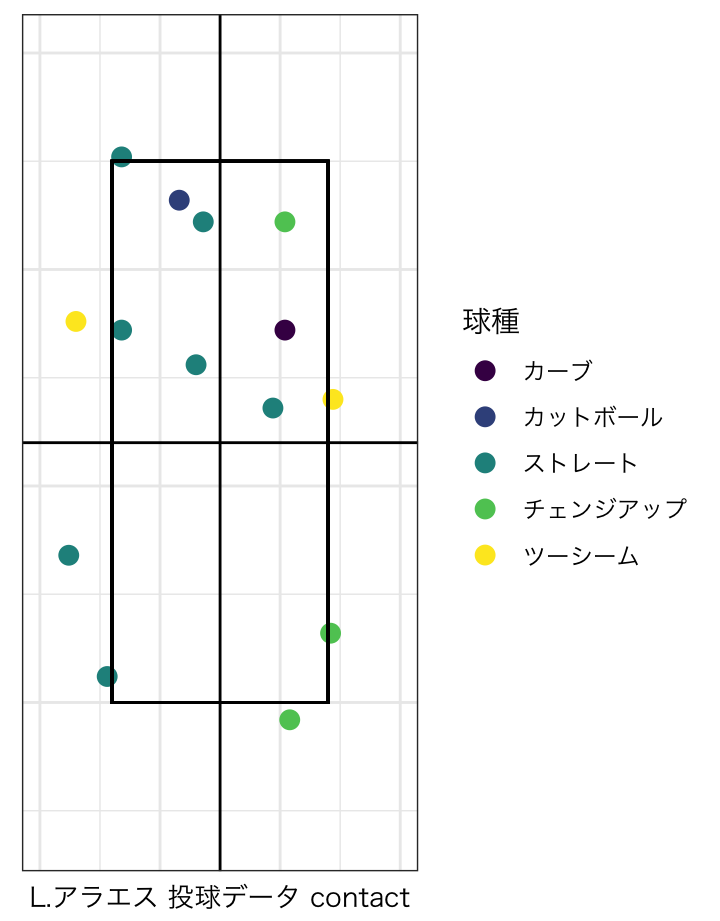 球種
カーブ
カットボール
ストレート
チェンジアップ
ツーシーム
L.アラエス 投球データ contact